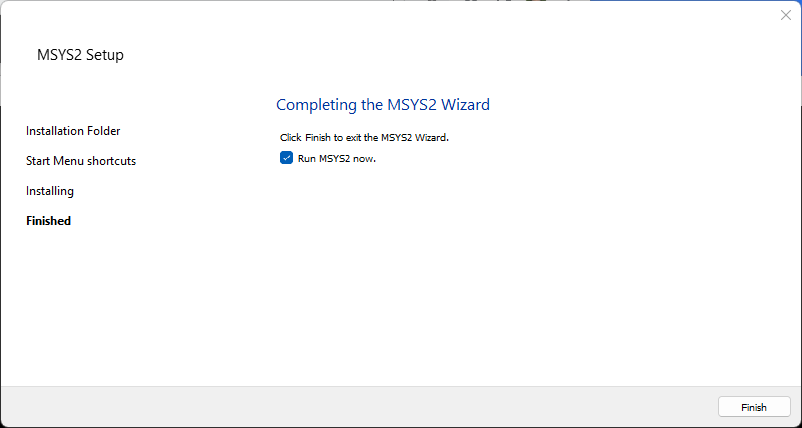 MSYS2 Setup
Completing the MSYS2 Wizard
Installation Folder
Click Finish to exit the MSYS2 Wizard.
Start Menu shortcuts
Run MSYS2 now.
Installing
Finished
Finish